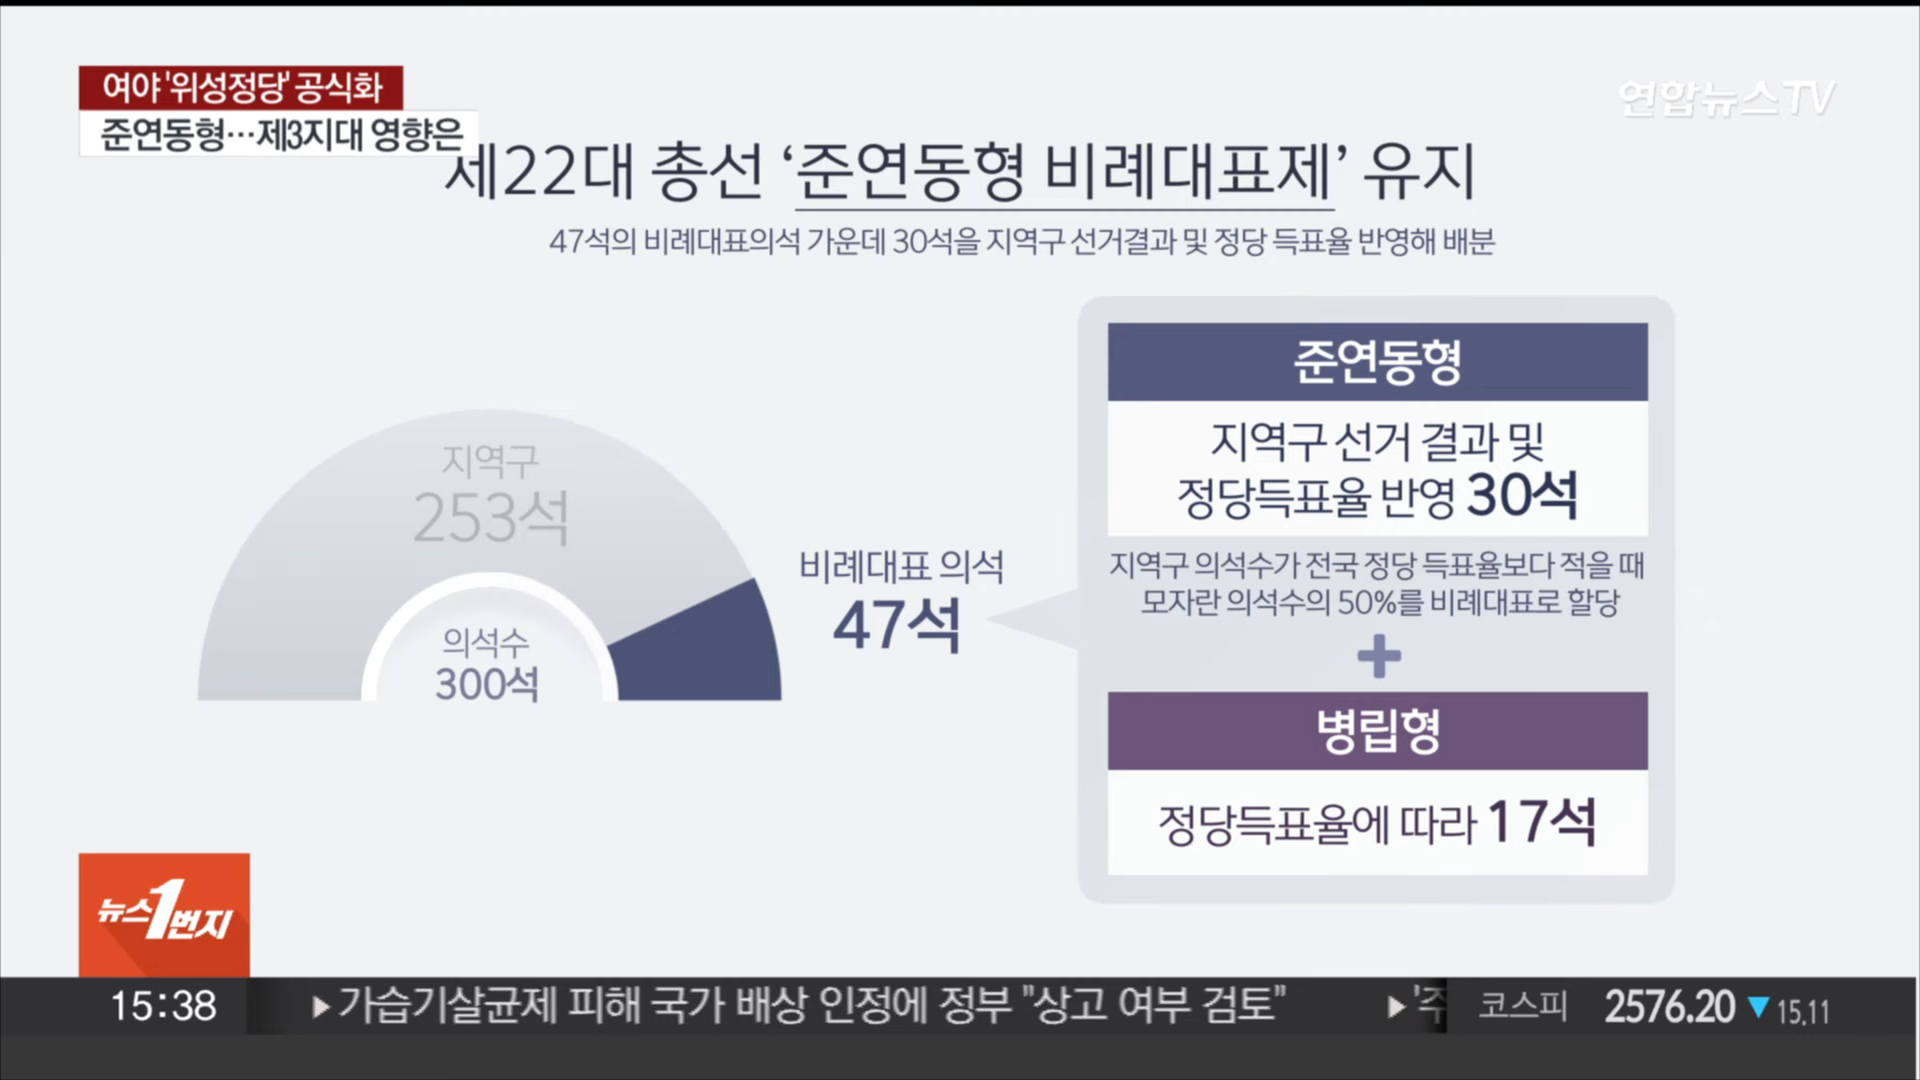 여야 '위성정당' 공식화
준연동형…제3지대 영향은
연합뉴스TV
제22대 총선 ‘준연동형 비례대표제’ 유지
47석의 비례대표의석 가운데 30석을 지역구 선거결과 및 정당 득표율 반영해 배분
지역구
253석
의석수
300석
비례대표 의석
47석
준연동형
지역구 선거 결과 및
정당득표율 반영 30석
지역구 의석수가 전국 정당 득표율보다 적을 때
모자란 의석수의 50%를 비례대표로 할당
+
병립형
정당득표율에 따라 17석
뉴스1번지
15:38 ▶가습기살균제 피해 국가 배상 인정에 정부 "상고 여부 검토" ▶ 코스피 2576.20 ▼ 15.11